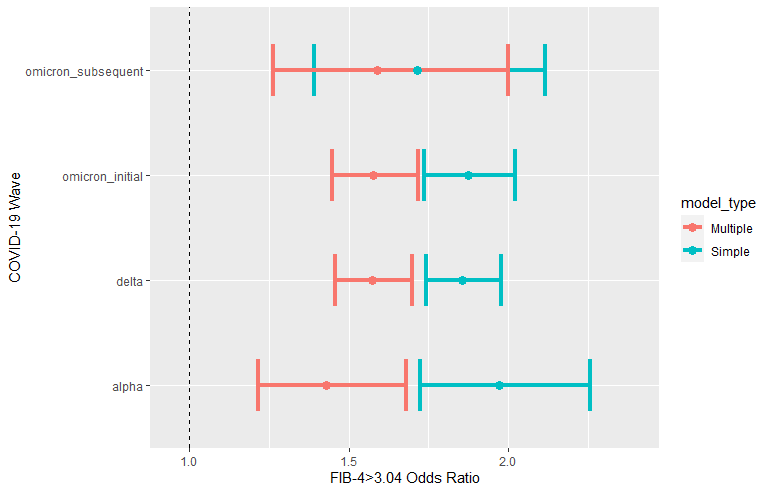 omicron_subsequent
omicron_initial
delta
alpha
COVID-19 Wave
1.0
1.5
2.0
FIB-4>3.04 Odds Ratio
model_type
Multiple
Simple